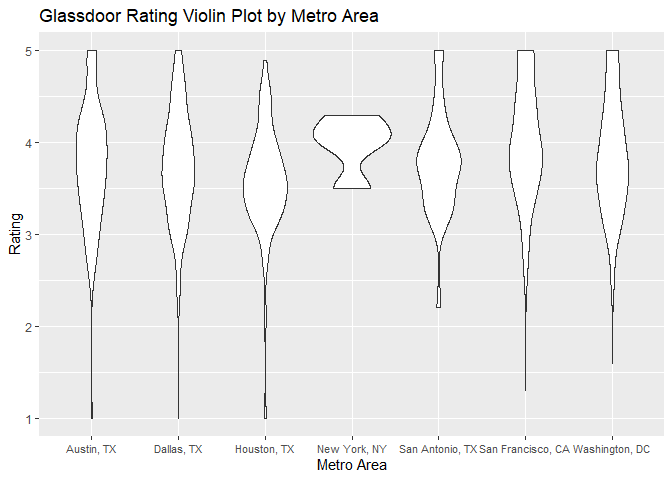 Glassdoor Rating Violin Plot by Metro Area
5
4
3
2
1
Rating
Austin, TX Dallas, TX Houston, TX New York, NY San Antonio, TX San Francisco, CA Washington, DC
Metro Area